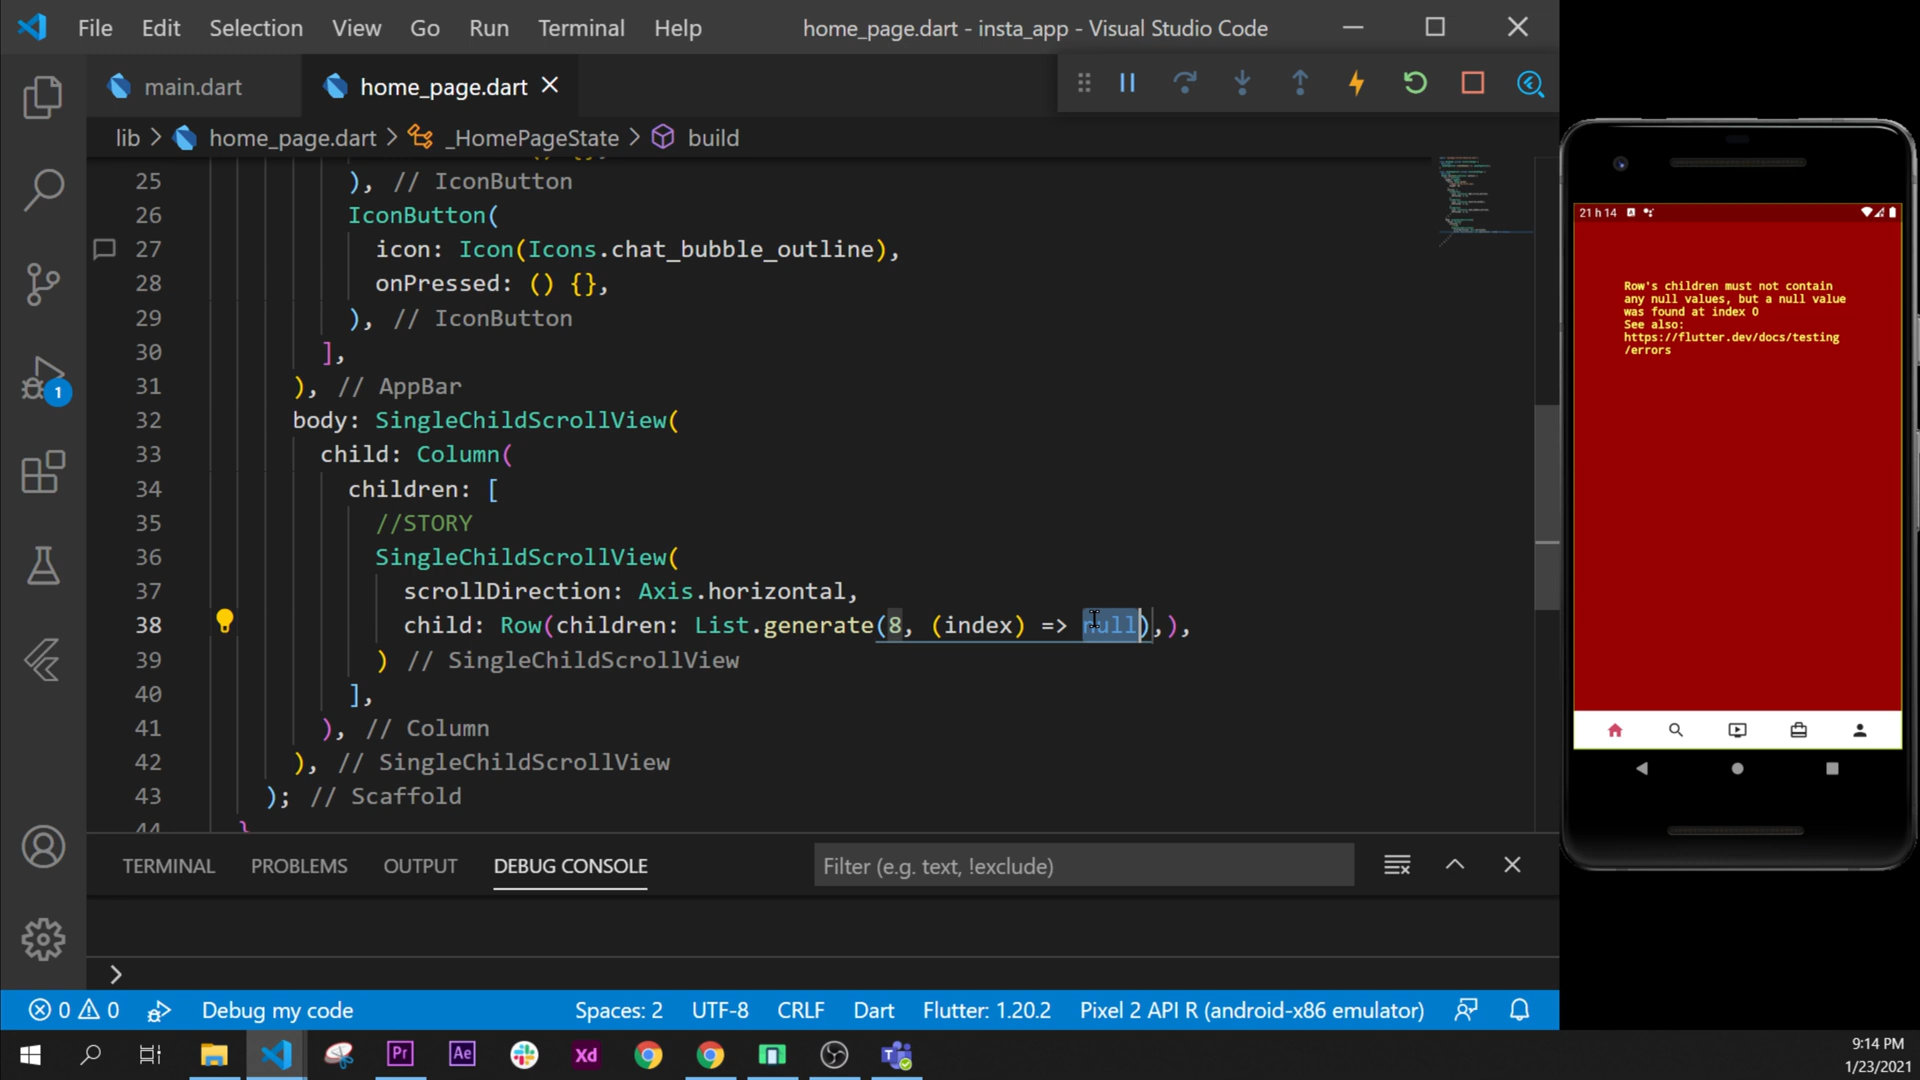 File Edit Selection View Go Run Terminal Help
home_page.dart - insta_app - Visual Studio Code
main.dart
home_page.dart
lib > home_page.dart > _HomePageState > build
25 ), // IconButton
26 IconButton(
27 icon: Icon(Icons.chat_bubble_outline),
28 onPressed: () {},
29 ), // IconButton
30 ],
31 ), // AppBar
32 body: SingleChildScrollView(
33 child: Column(
34 children: [
35 //STORY
36 SingleChildScrollView(
37 scrollDirection: Axis.horizontal,
38 child: Row(children: List.generate(8, (index) => null),),
39 ) // SingleChildScrollView
40 ],
41 ), // Column
42 ), // SingleChildScrollView
43 ); // Scaffold
44 }
1
TERMINAL PROBLEMS OUTPUT DEBUG CONSOLE
Filter (e.g. text, !exclude)
>
0 0 Debug my code
Spaces: 2 UTF-8 CRLF Dart Flutter: 1.20.2 Pixel 2 API R (android-x86 emulator)
Pr Ae Xd
9:14 PM
1/23/2021
21 h 14
Row's children must not contain
any null values, but a null value
was found at index 0
See also:
https://flutter.dev/docs/testing
/errors